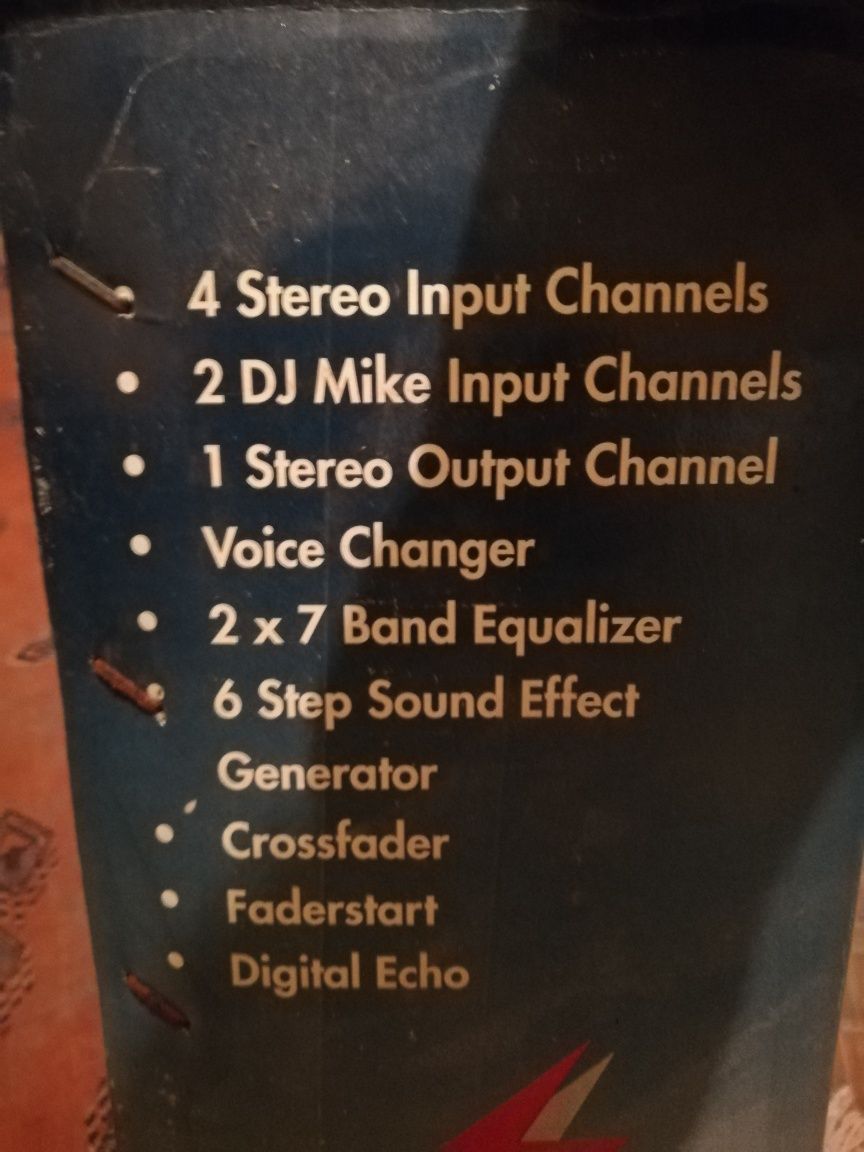 • 4 Stereo Input Channels
• 2 DJ Mike Input Channels
• 1 Stereo Output Channel
• Voice Changer
• 2 x 7 Band Equalizer
• 6 Step Sound Effect
Generator
• Crossfader
• Faderstart
• Digital Echo